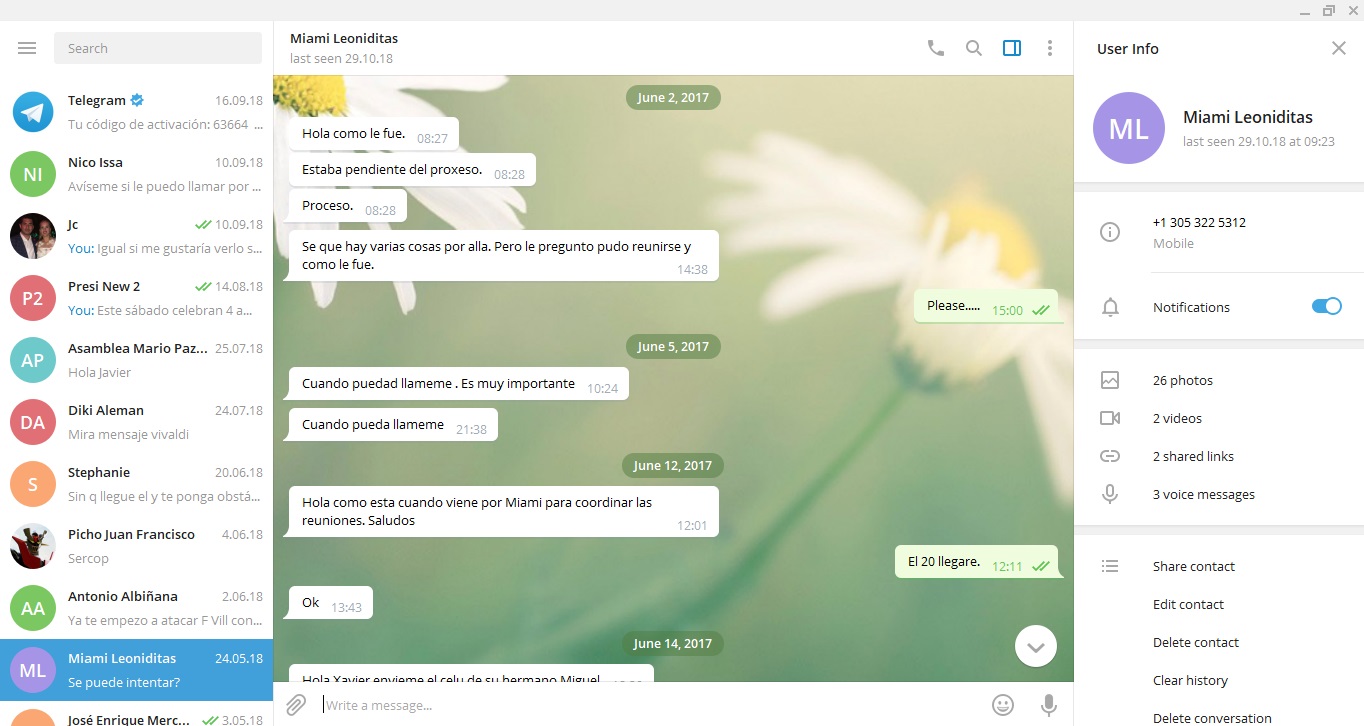 Search
Telegram 16.09.18
Tu código de activación: 63664 ...
NI
Nico Issa 10.09.18
Avíseme si le puedo llamar por ...
Jc 10.09.18
You: Igual si me gustaría verlo s...
P2
Presi New 2 14.08.18
You: Este sábado celebran 4 a...
AP
Asamblea Mario Paz... 25.07.18
Hola Javier
DA
Diki Aleman 24.07.18
Mira mensaje vivaldi
S
Stephanie 20.06.18
Sin q llegue el y te ponga obstá...
Picho Juan Francisco 4.06.18
Sercop
AA
Antonio Albiñana 2.06.18
Ya te empezo a atacar F Vill con...
ML
Miami Leoniditas 24.05.18
Se puede intentar?
José Enrique Merc... 3.05.18
Miami Leoniditas
last seen 29.10.18
June 2, 2017
Hola como le fue. 08:27
Estaba pendiente del proxeso. 08:28
Proceso. 08:28
Se que hay varias cosas por alla. Pero le pregunto pudo reunirse y
como le fue. 14:38
Please..... 15:00
June 5, 2017
Cuando puedad llameme . Es muy importante 10:24
Cuando pueda llameme 21:38
June 12, 2017
Hola como esta cuando viene por Miami para coordinar las
reuniones. Saludos 12:01
El 20 llegare. 12:11
Ok 13:43
June 14, 2017
Hola Xavier envieme el celu de su hermano Miguel
Write a message...
User Info
ML
Miami Leoniditas
last seen 29.10.18 at 09:23
+1 305 322 5312
Mobile
Notifications
26 photos
2 videos
2 shared links
3 voice messages
Share contact
Edit contact
Delete contact
Clear history
Delete conversation